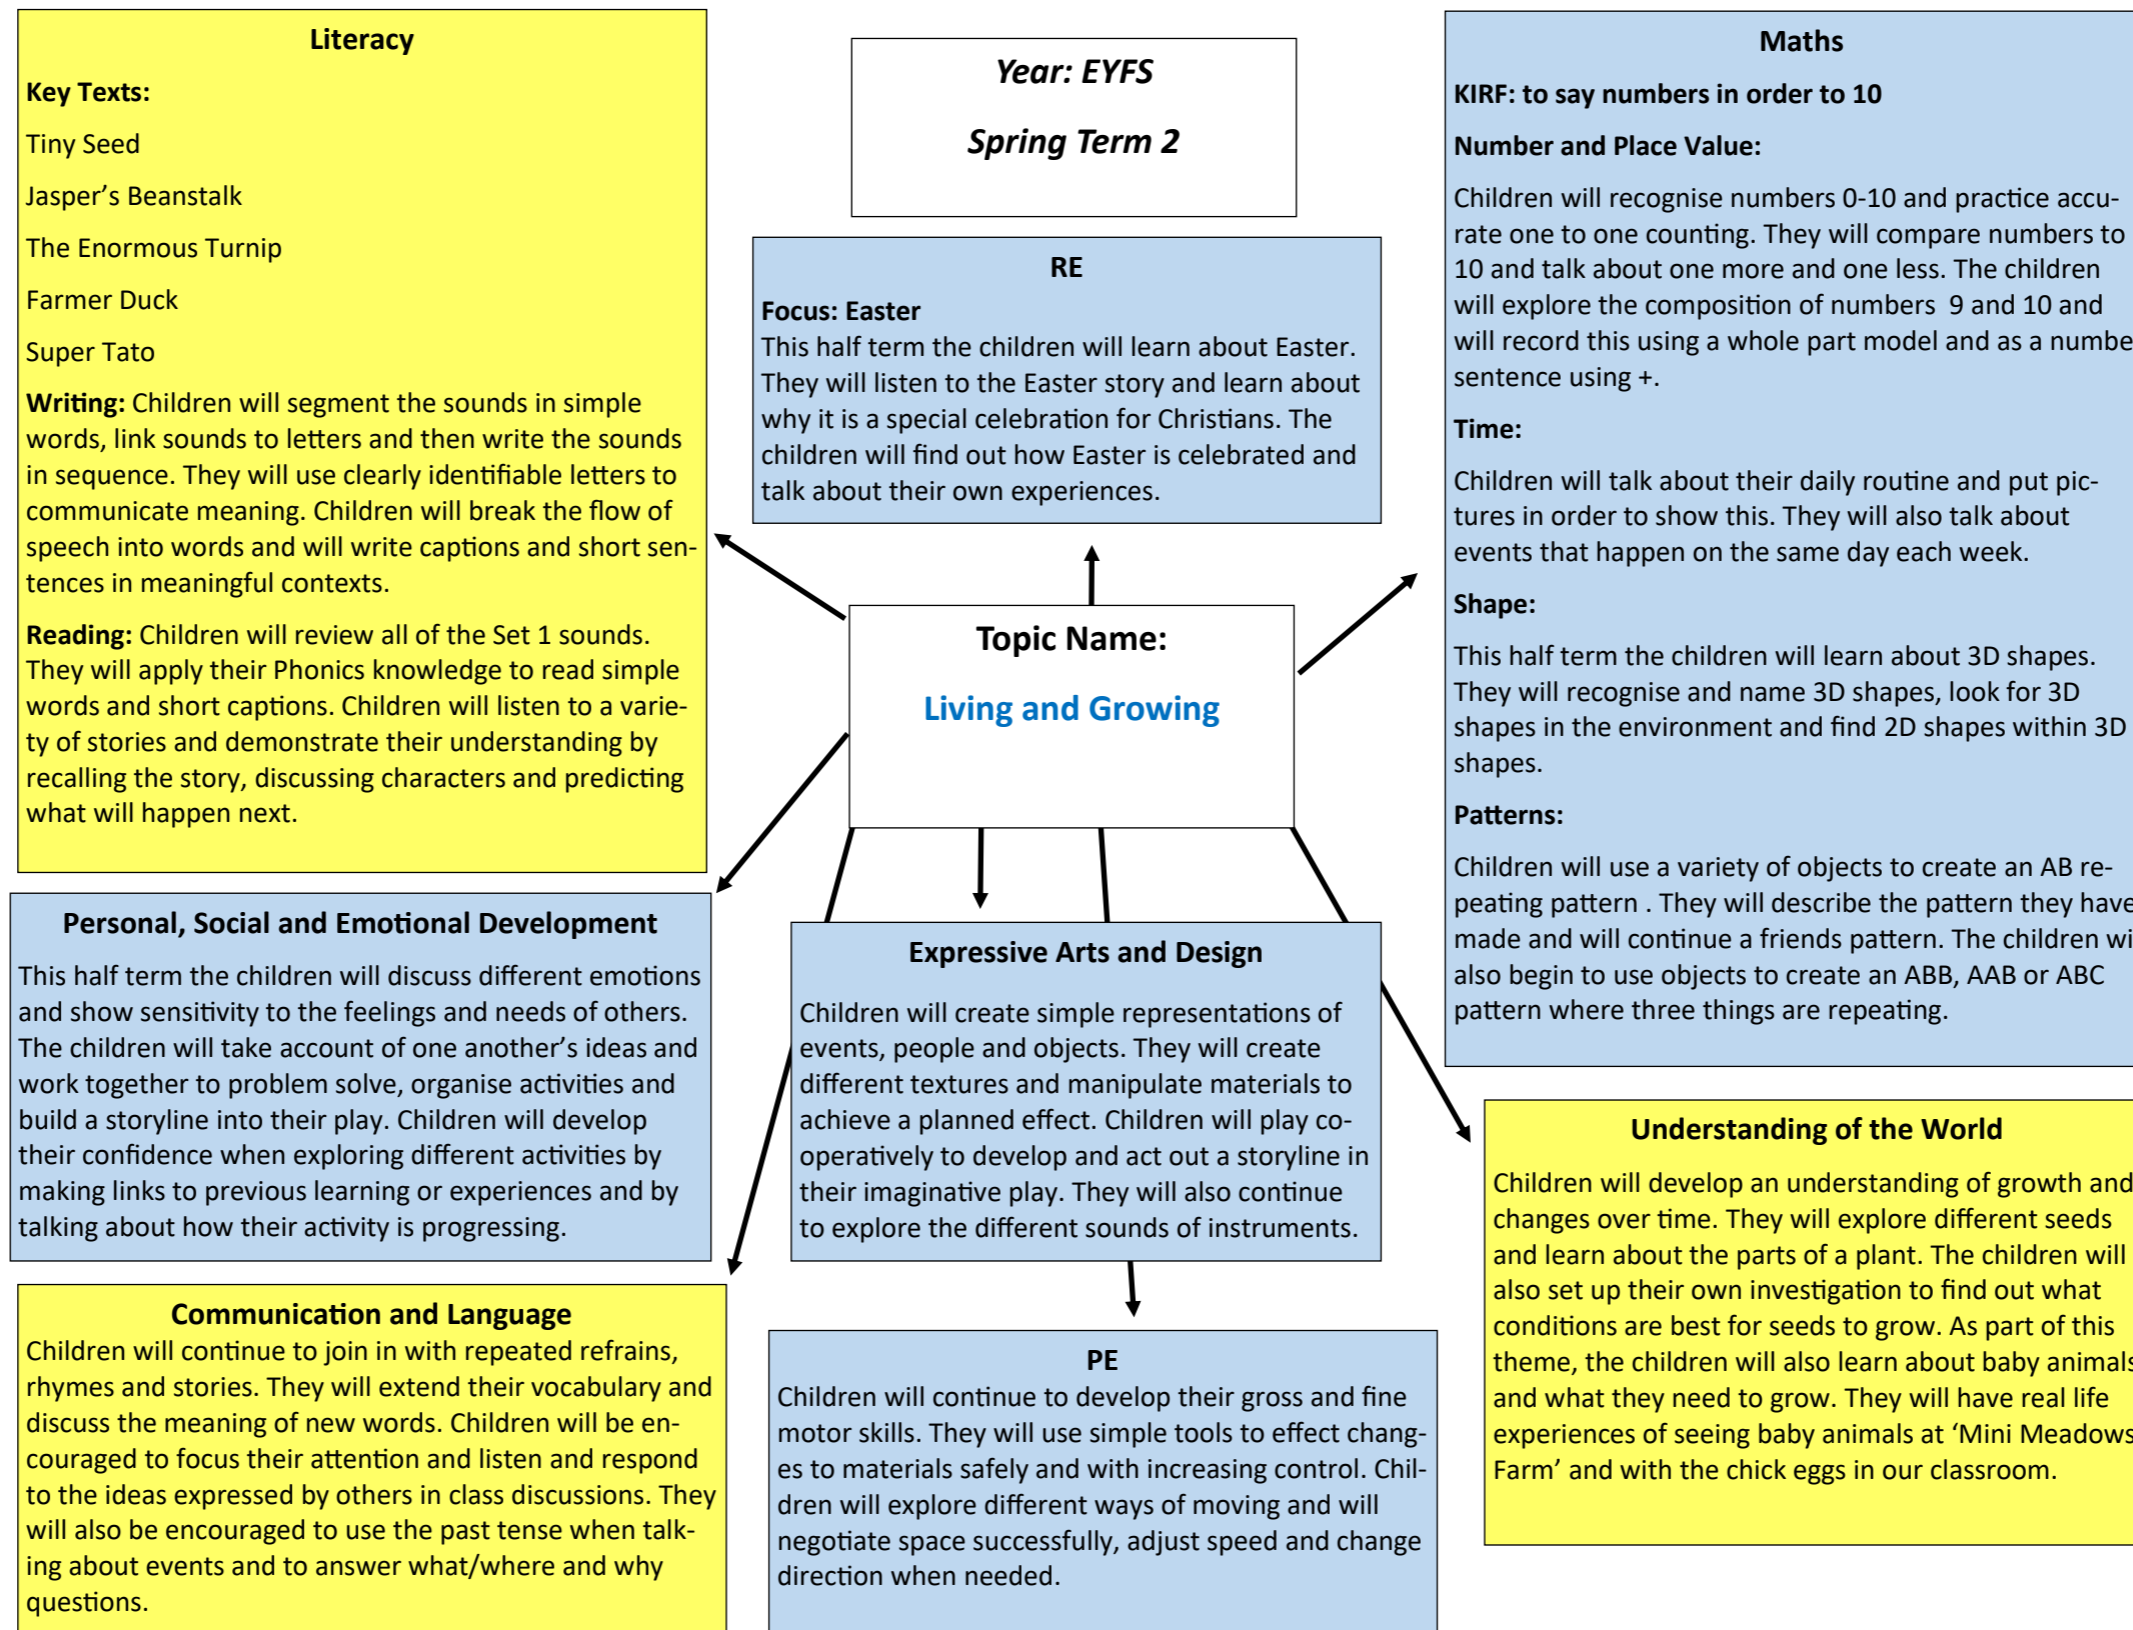 Literacy
Key Texts:
Tiny Seed
Jasper’s Beanstalk
The Enormous Turnip
Farmer Duck
Super Tato
Writing: Children will segment the sounds in simple
words, link sounds to letters and then write the sounds
in sequence. They will use clearly identifiable letters to
communicate meaning. Children will break the flow of
speech into words and will write captions and short sen-
tences in meaningful contexts.
Reading: Children will review all of the Set 1 sounds.
They will apply their Phonics knowledge to read simple
words and short captions. Children will listen to a varie-
ty of stories and demonstrate their understanding by
recalling the story, discussing characters and predicting
what will happen next.
Year: EYFS
Spring Term 2
RE
Focus: Easter
This half term the children will learn about Easter.
They will listen to the Easter story and learn about
why it is a special celebration for Christians. The
children will find out how Easter is celebrated and
talk about their own experiences.
Maths
KIRF: to say numbers in order to 10
Number and Place Value:
Children will recognise numbers 0-10 and practice accu-
rate one to one counting. They will compare numbers to
10 and talk about one more and one less. The children
will explore the composition of numbers 9 and 10 and
will record this using a whole part model and as a numbe
sentence using +.
Time:
Children will talk about their daily routine and put pic-
tures in order to show this. They will also talk about
events that happen on the same day each week.
Shape:
This half term the children will learn about 3D shapes.
They will recognise and name 3D shapes, look for 3D
shapes in the environment and find 2D shapes within 3D
shapes.
Patterns:
Children will use a variety of objects to create an AB re-
peating pattern . They will describe the pattern they have
made and will continue a friends pattern. The children wi
also begin to use objects to create an ABB, AAB or ABC
pattern where three things are repeating.
Topic Name:
Living and Growing
Personal, Social and Emotional Development
This half term the children will discuss different emotions
and show sensitivity to the feelings and needs of others.
The children will take account of one another’s ideas and
work together to problem solve, organise activities and
build a storyline into their play. Children will develop
their confidence when exploring different activities by
making links to previous learning or experiences and by
talking about how their activity is progressing.
Expressive Arts and Design
Children will create simple representations of
events, people and objects. They will create
different textures and manipulate materials to
achieve a planned effect. Children will play co-
operatively to develop and act out a storyline in
their imaginative play. They will also continue
to explore the different sounds of instruments.
Understanding of the World
Children will develop an understanding of growth and
changes over time. They will explore different seeds
and learn about the parts of a plant. The children will
also set up their own investigation to find out what
conditions are best for seeds to grow. As part of this
theme, the children will also learn about baby animals
and what they need to grow. They will have real life
experiences of seeing baby animals at ‘Mini Meadows
Farm’ and with the chick eggs in our classroom.
Communication and Language
Children will continue to join in with repeated refrains,
rhymes and stories. They will extend their vocabulary and
discuss the meaning of new words. Children will be en-
couraged to focus their attention and listen and respond
to the ideas expressed by others in class discussions. They
will also be encouraged to use the past tense when talk-
ing about events and to answer what/where and why
questions.
PE
Children will continue to develop their gross and fine
motor skills. They will use simple tools to effect chang-
es to materials safely and with increasing control. Chil-
dren will explore different ways of moving and will
negotiate space successfully, adjust speed and change
direction when needed.